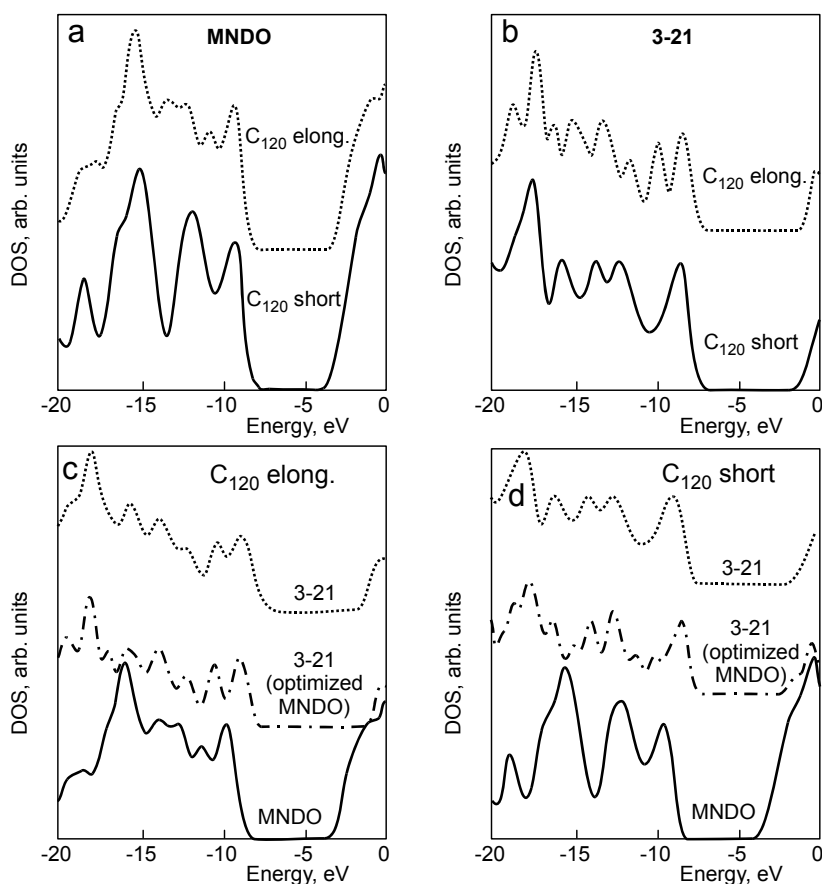 a
MNDO
C120 elong.
C120 short
DOS, arb. units
-20 -15 -10 -5 0
Energy, eV
b
3-21
C120 elong.
C120 short
DOS, arb. units
-20 -15 -10 -5 0
Energy, eV
c
C120 elong.
3-21
3-21
(optimized
MNDO)
MNDO
DOS, arb. units
-20 -15 -10 -5 0
Energy, eV
d
C120 short
3-21
3-21
(optimized
MNDO)
MNDO
DOS, arb. units
-20 -15 -10 -5 0
Energy, eV